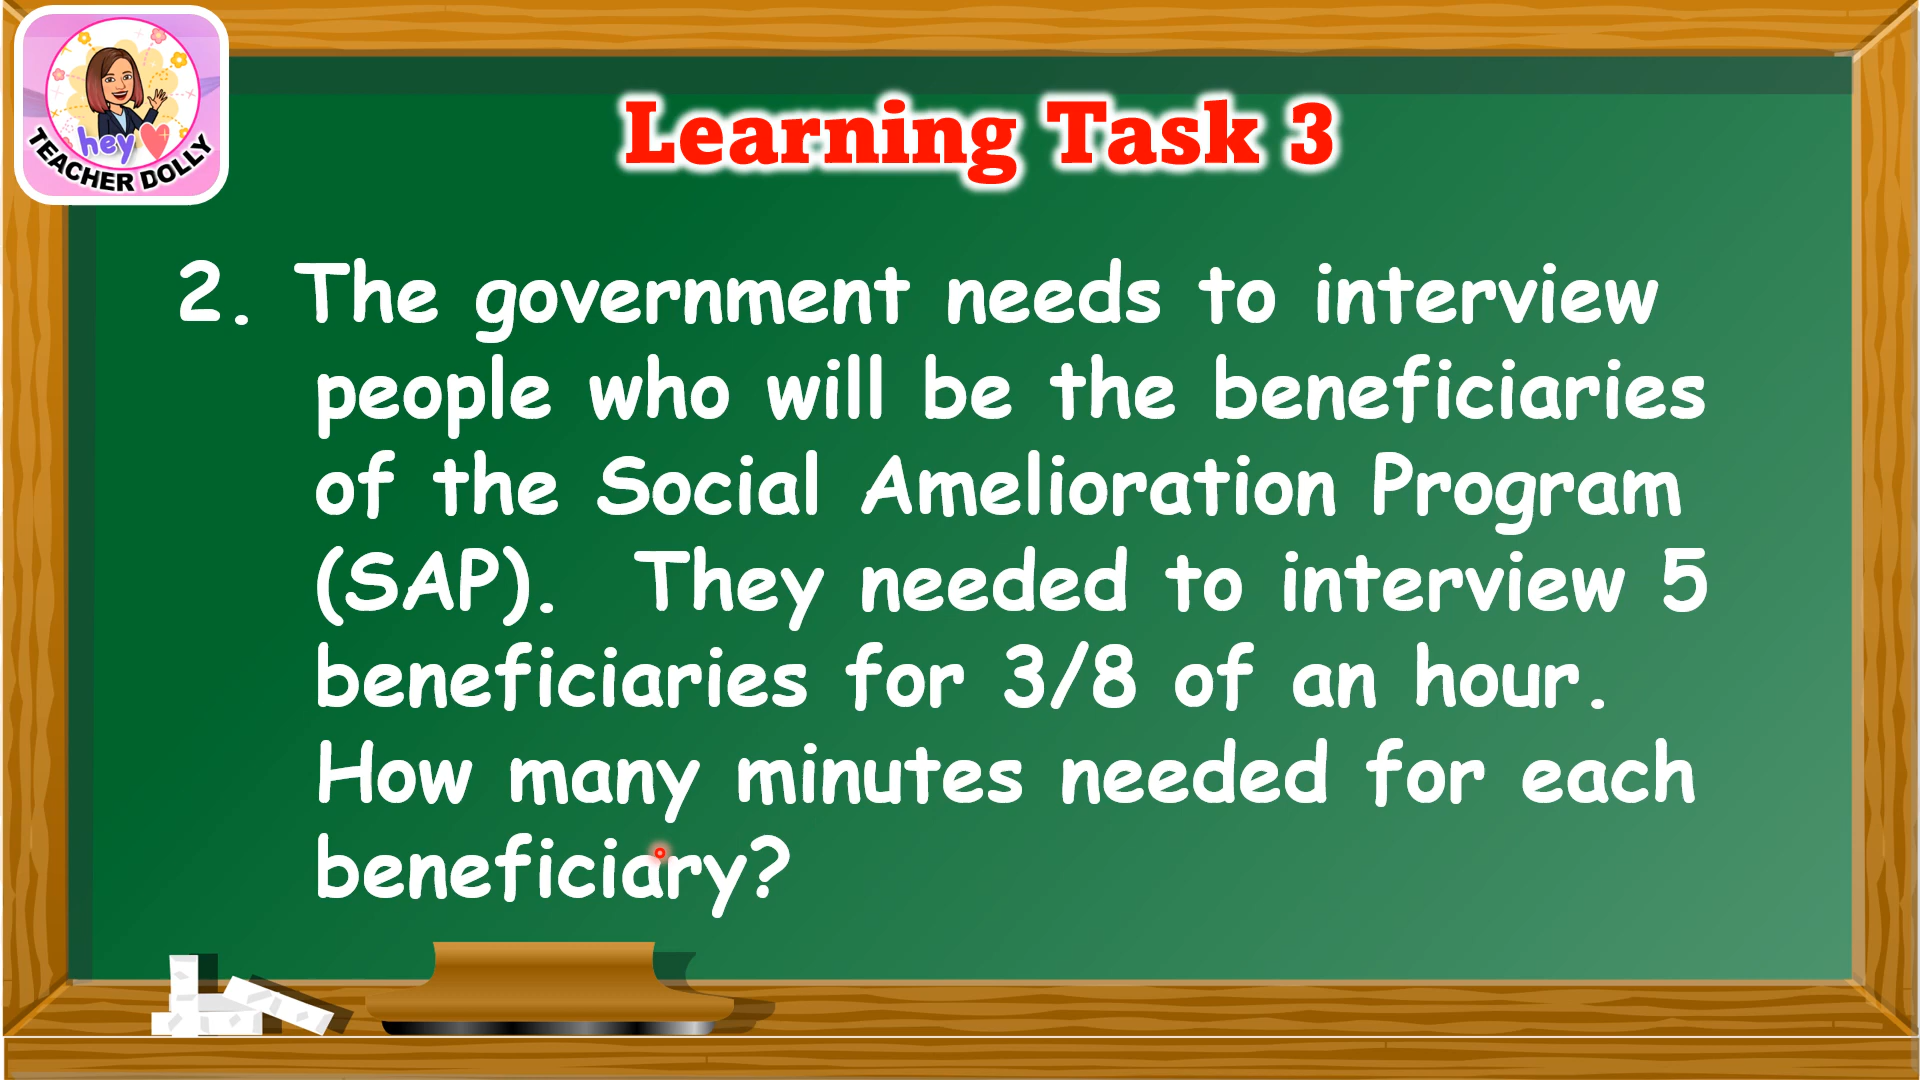 hey
TEACHER DOLLY
Learning Task 3
2. The government needs to interview
people who will be the beneficiaries
of the Social Amelioration Program
(SAP). They needed to interview 5
beneficiaries for 3/8 of an hour.
How many minutes needed for each
beneficiary?